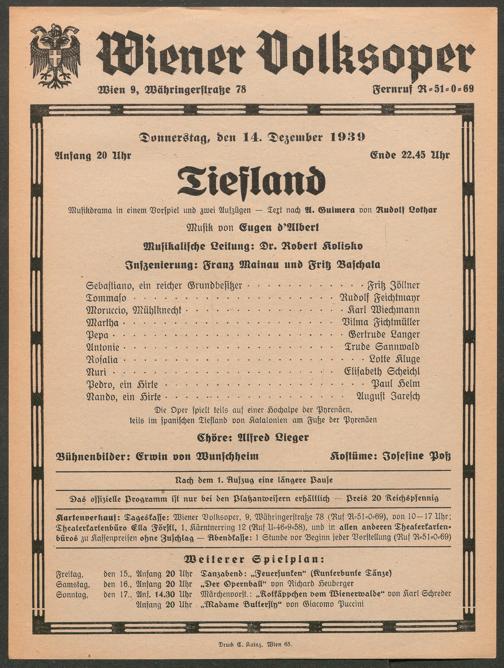 Wiener Volksoper
Wien 9, Währingerstraße 78 Fernruf R-51-0-69
Donnerstag, den 14. Dezember 1939
Anfang 20 Uhr Ende 22.45 Uhr
Tiefland
Musikdrama in einem Vorspiel und zwei Aufzügen — Text nach A. Guimera von Rudolf Lothar
Musik von Eugen d'Albert
Musikalische Leitung: Dr. Robert Kolisko
Inszenierung: Franz Mainau und Fritz Baschata
Sebastiano, ein reicher Grundbesitzer Fritz Zöllner
Tommaso Rudolf Feichtmayr
Moruccio, Mühlknecht Karl Wiechmann
Martha Vilma Fichtmüller
Pepa Gertrude Langer
Antonie Trude Sannwald
Rosalia Lotte Kluge
Nuri Elisabeth Scheichl
Pedro, ein Hirte Paul Helm
Nando, ein Hirte August Jaresch
Die Oper spielt teils auf einer Hochalpe der Pyrenäen,
teils im spanischen Tiefland von Katalonien am Fuße der Pyrenäen
Chöre: Alfred Lieger
Bühnenbilder: Erwin von Wunschheim Kostüme: Josefine Potz
Nach dem 1. Aufzug eine längere Pause
Das offizielle Programm ist nur bei den Platzanweisern erhältlich — Preis 20 Reichspfennig
Kartenverkauf: Tageskasse: Wiener Volksoper, 9, Währingerstraße 78 (Ruf R-51-0-69), von 10—17 Uhr;
Theaterkartenbüro Ella Förstl, 1, Kärntnerring 12 (Ruf U-46-9-58), und in allen anderen Theaterkarten-
büros zu Kassenpreisen ohne Zuschlag — Abendkasse: 1 Stunde vor Beginn jeder Vorstellung (Ruf R-51-0-69)
Weiterer Spielplan:
Freitag, den 15., Anfang 20 Uhr Tanzabend: „Feuerfunken" (Kunterbunte Tänze)
Samstag, den 16., Anfang 20 Uhr „Der Opernball" von Richard Heuberger
Sonntag, den 17., Anf. 14.30 Uhr Märchenvorst.: „Rotkäppchen vom Wienerwalde" von Karl Schreder
Anfang 20 Uhr „Madame Butterfly" von Giacomo Puccini
Druck C. Kainz, Wien 65.